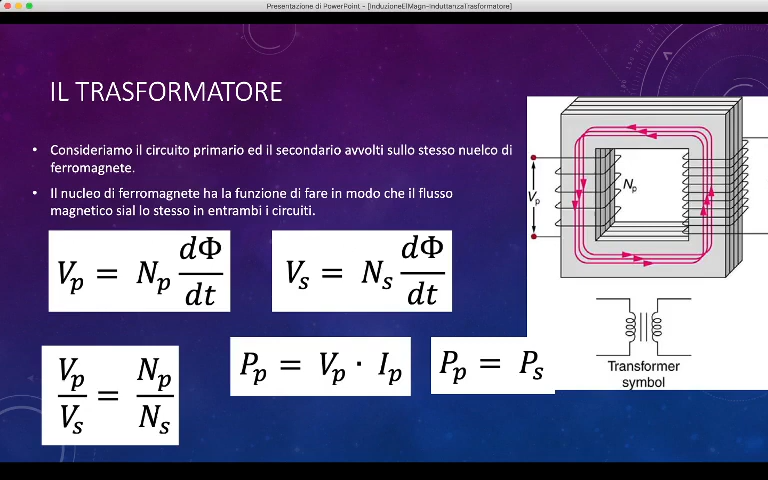 Presentazione di PowerPoint - [InduzioneElMagn-InduttanzaTrasformatore]
IL TRASFORMATORE
• Consideriamo il circuito primario ed il secondario avvolti sullo stesso nuelco di
ferromagnete.
• Il nucleo di ferromagnete ha la funzione di fare in modo che il flusso
magnetico sial lo stesso in entrambi i circuiti.
V_p = N_p dΦ/dt
V_s = N_s dΦ/dt
V_p/V_s = N_p/N_s
P_p = V_p · I_p
P_p = P_s
V_p
N_p
Transformer
symbol